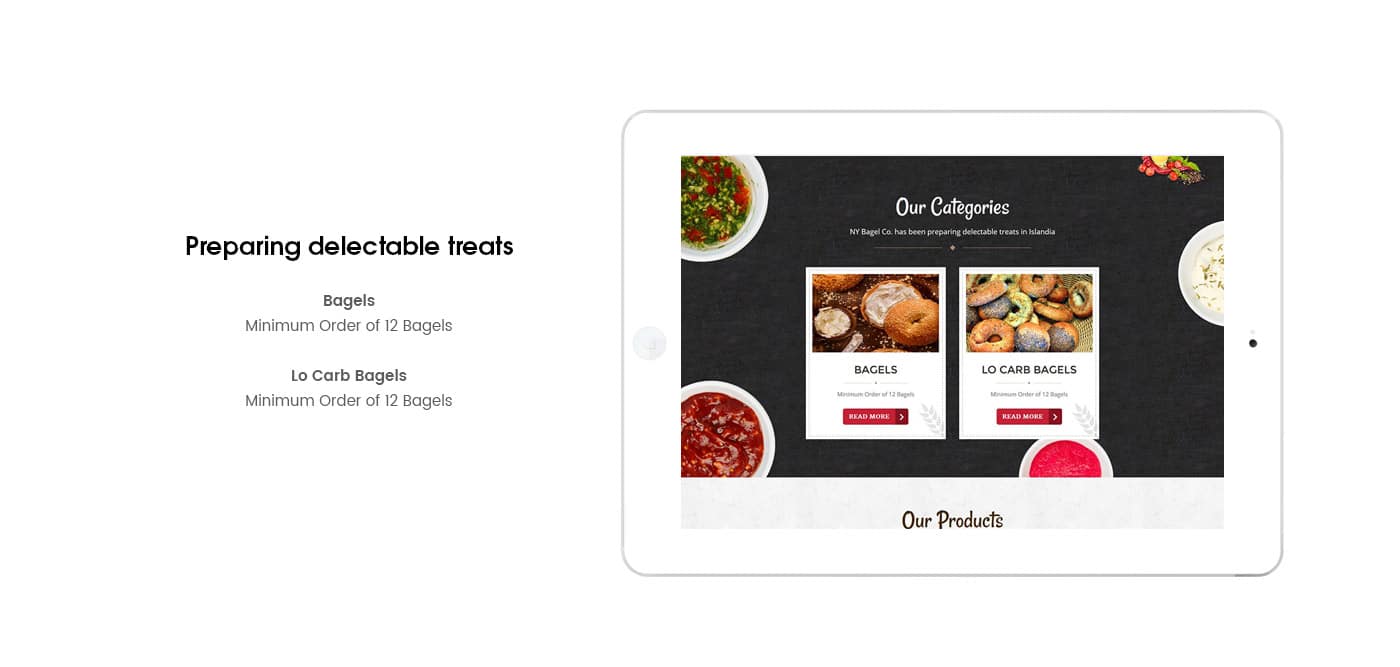 Preparing delectable treats
Bagels
Minimum Order of 12 Bagels
Lo Carb Bagels
Minimum Order of 12 Bagels
Our Categories
NY Bagel Co. has been preparing delectable treats in Islandia
BAGELS
Minimum Order of 12 Bagels
READ MORE
LO CARB BAGELS
Minimum Order of 12 Bagels
READ MORE
Our Products